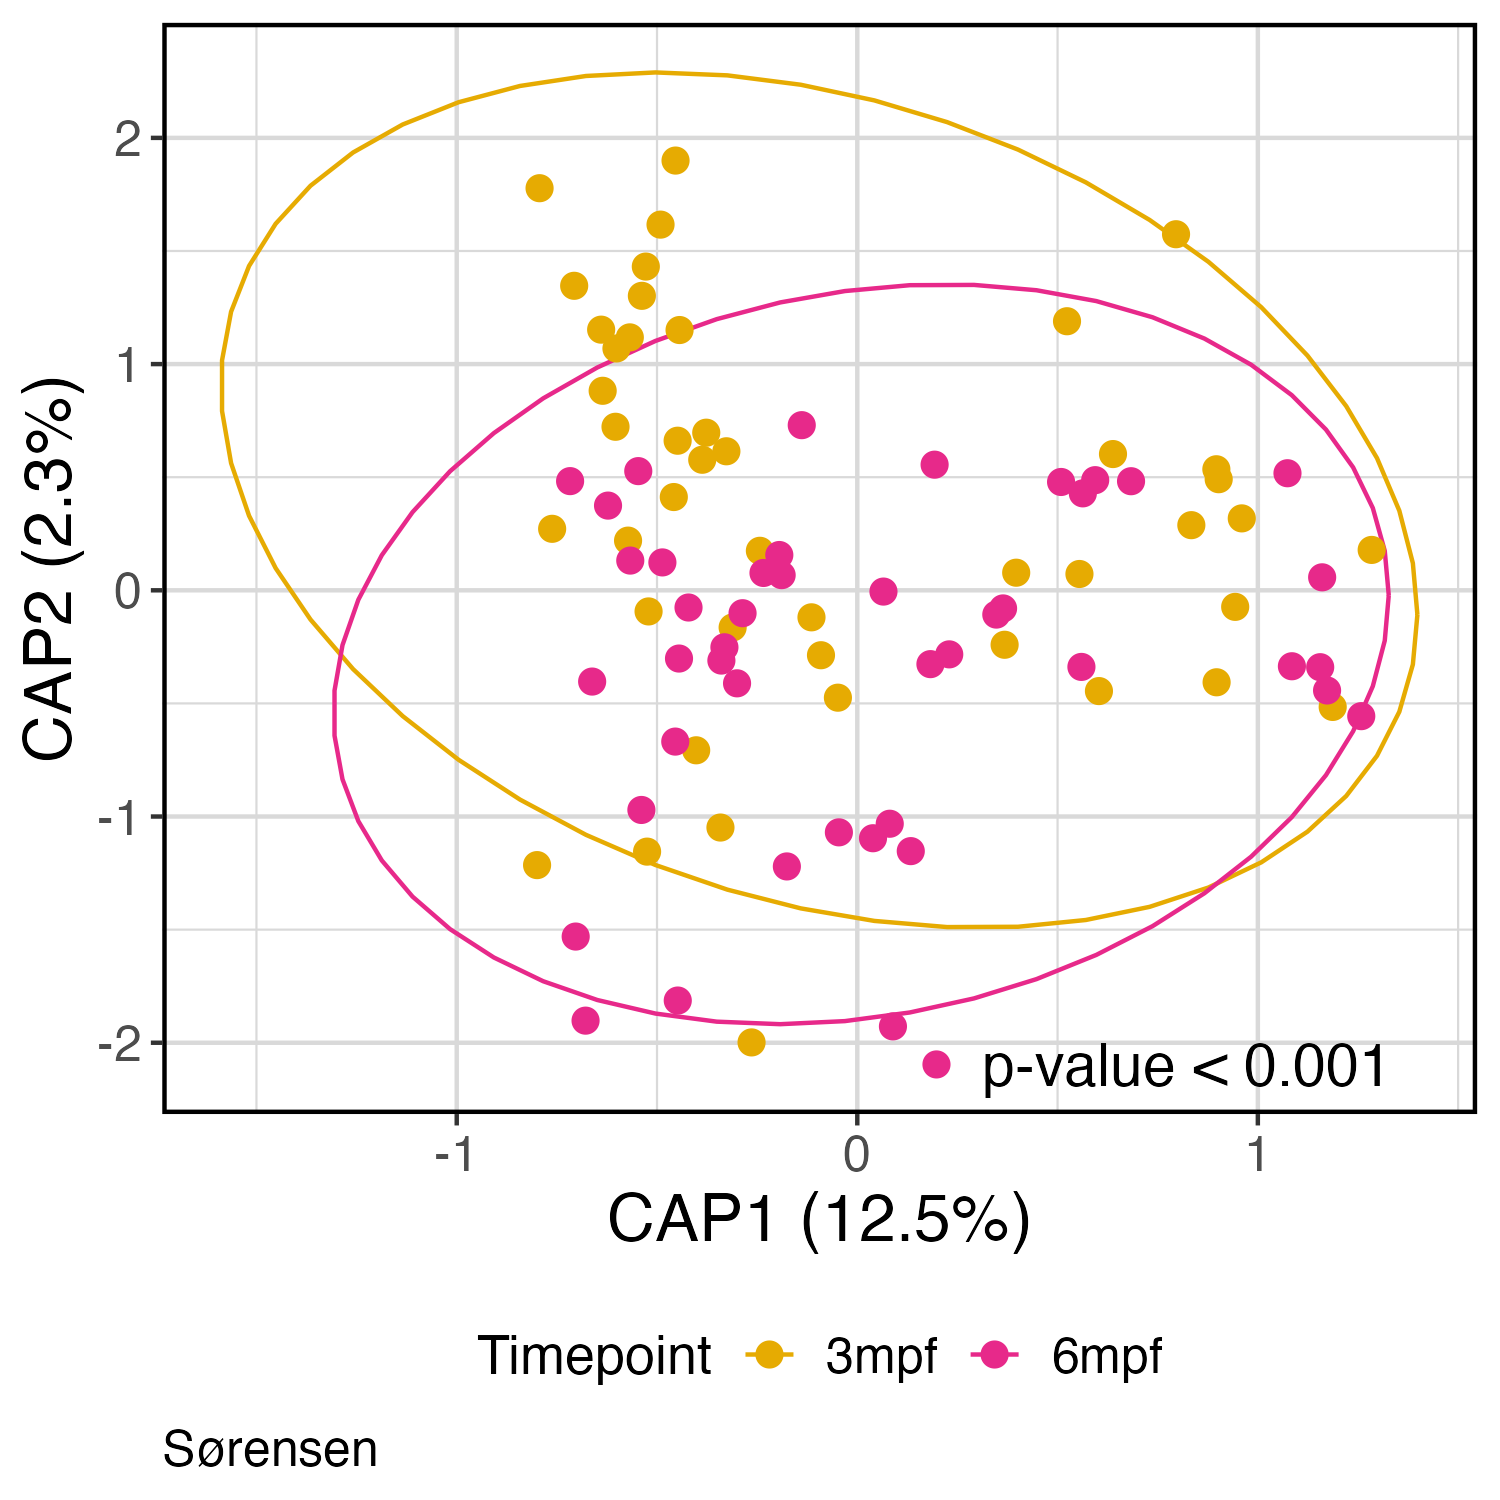 CAP2 (2.3%)
2
1
0
-1
-2
p-value < 0.001
-1
0
1
CAP1 (12.5%)
Timepoint 3mpf 6mpf
Sørensen